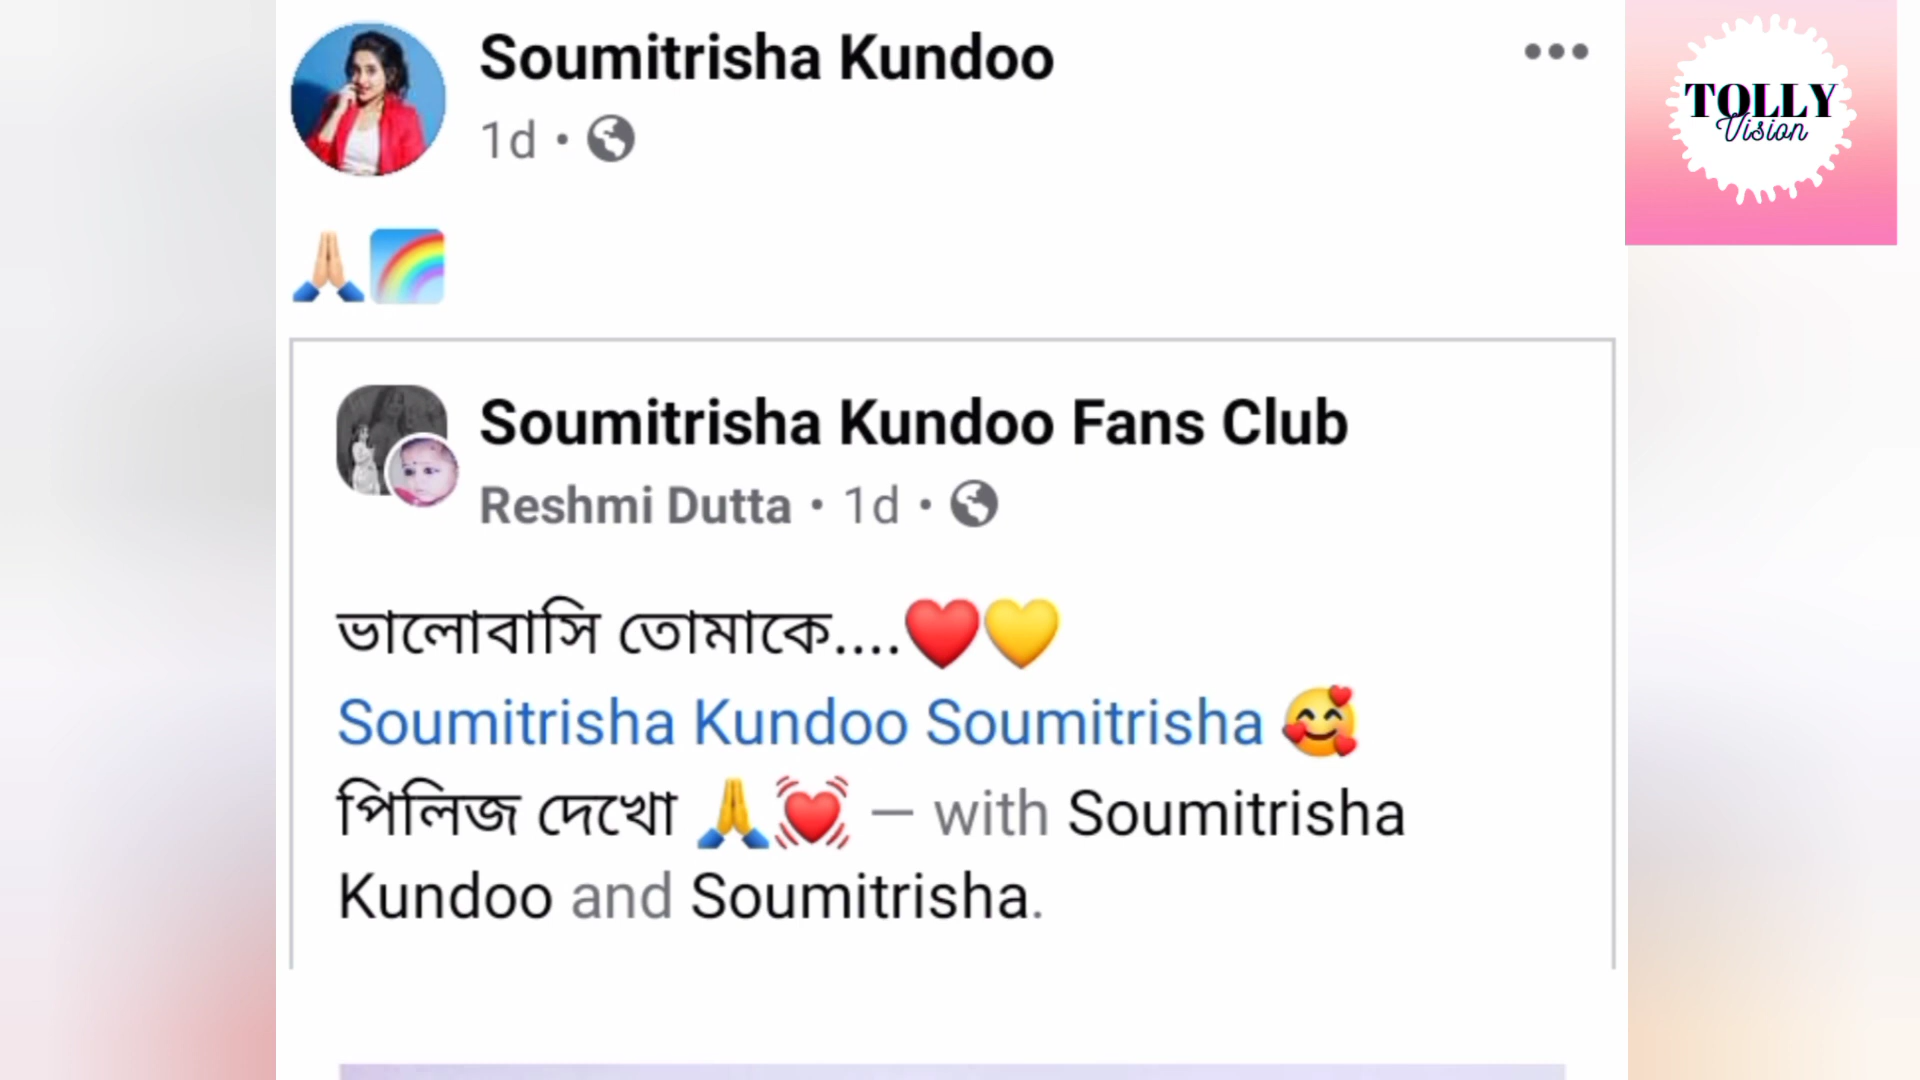 Soumitrisha Kundoo
1d •
🙏🏻🌈
Soumitrisha Kundoo Fans Club
Reshmi Dutta • 1d •
ভালোবাসি তোমাকে....❤️💛
Soumitrisha Kundoo Soumitrisha 🥰
পিলিজ দেখো 🙏💓 — with Soumitrisha
Kundoo and Soumitrisha.
TOLLY
Vision